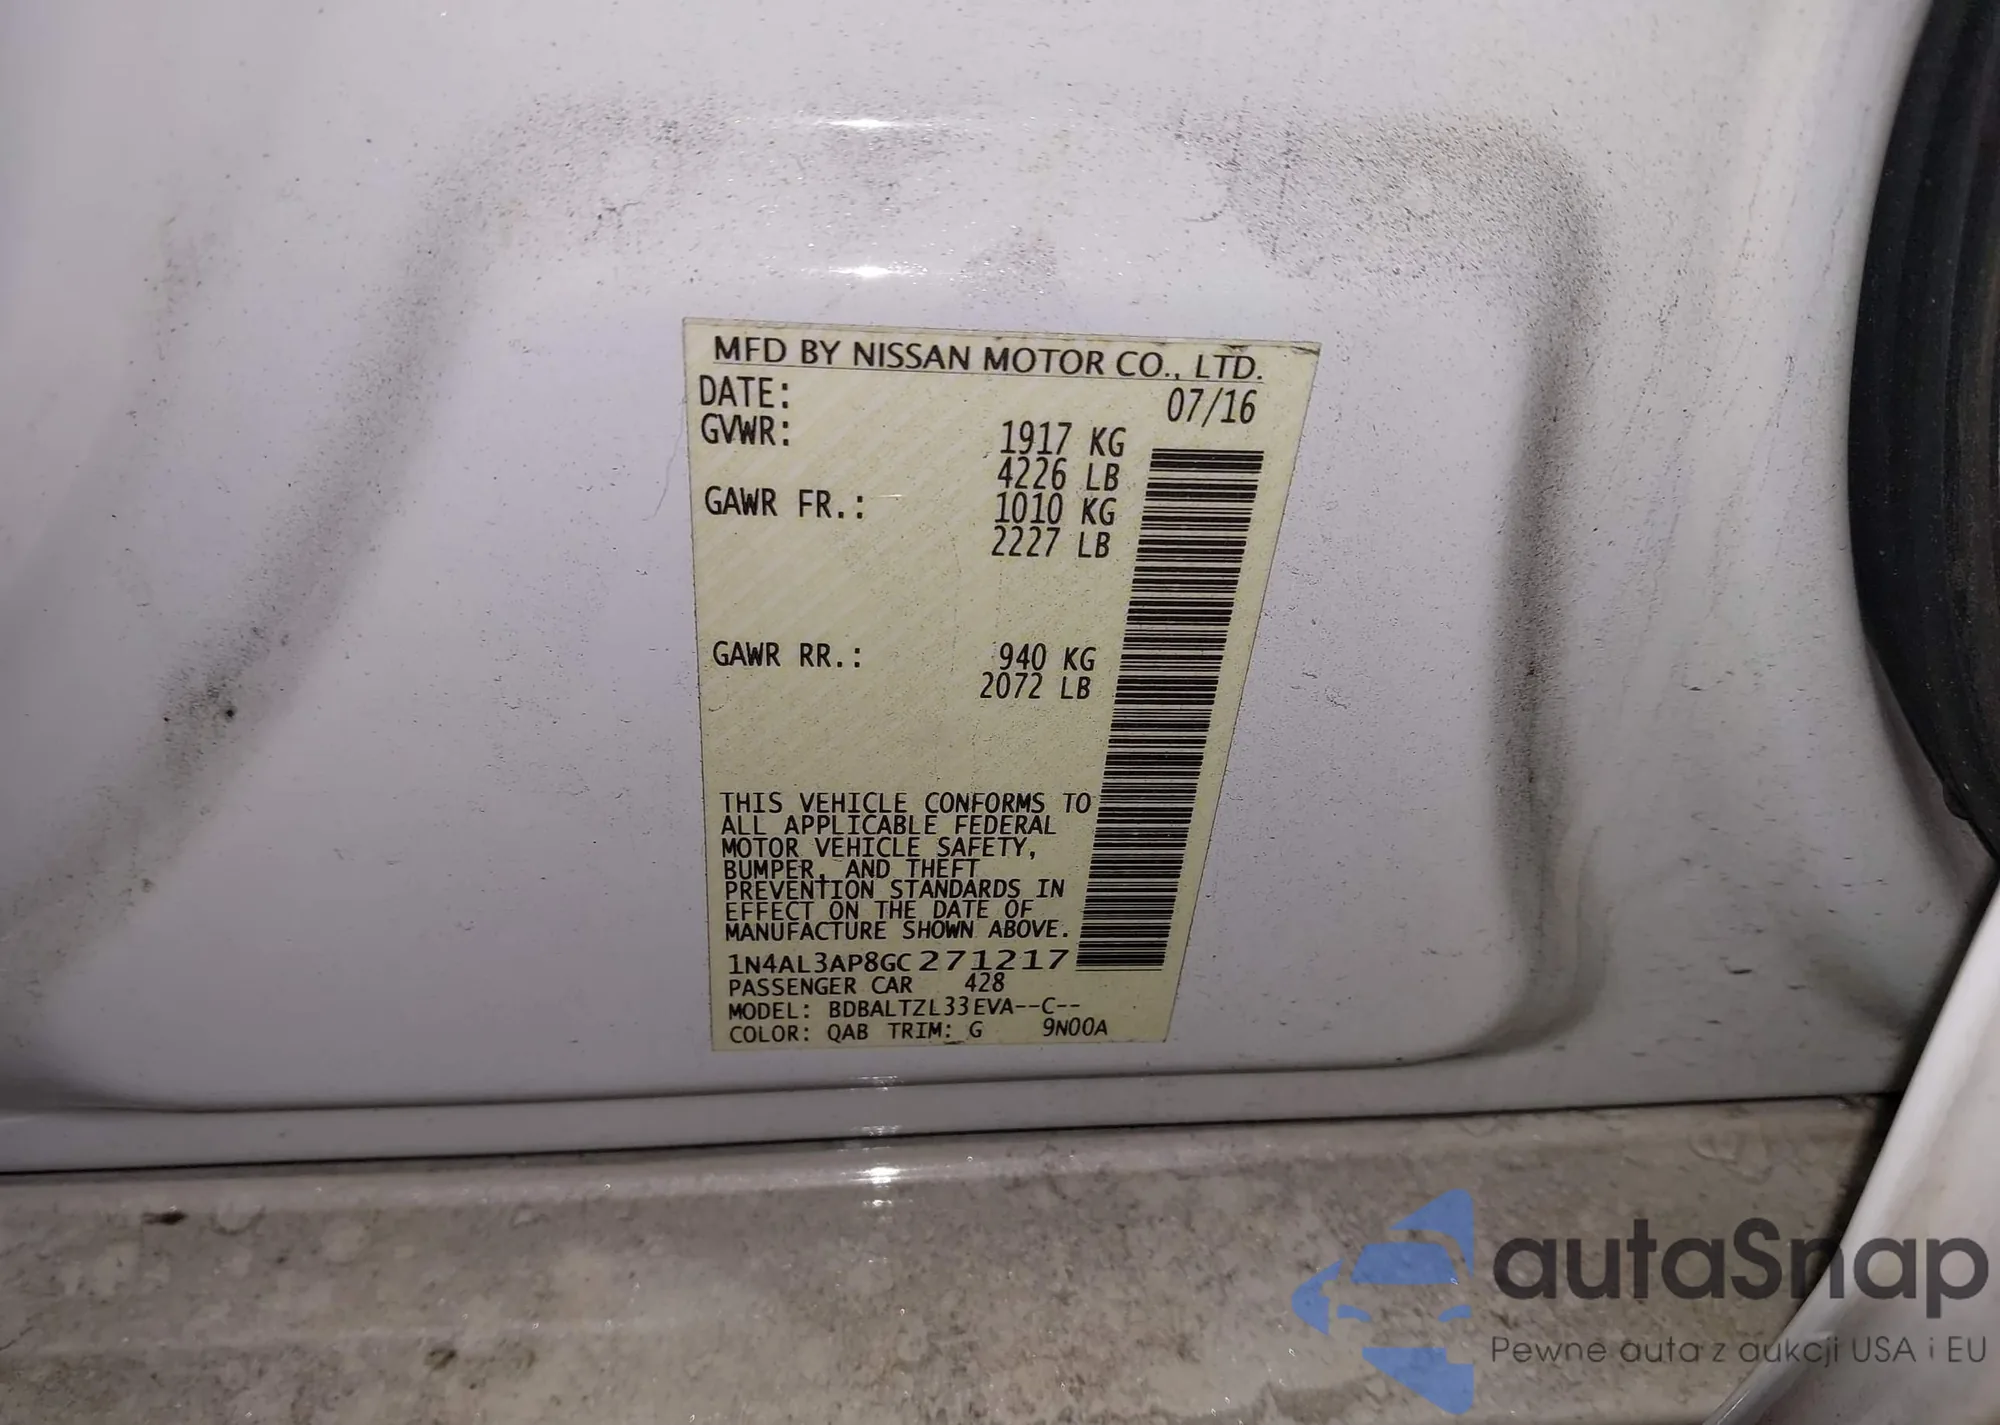 MFD BY NISSAN MOTOR CO., LTD.
DATE: 07/16
GVWR: 1917 KG
4226 LB
GAWR FR.: 1010 KG
2227 LB
GAWR RR.: 940 KG
2072 LB
THIS VEHICLE CONFORMS TO
ALL APPLICABLE FEDERAL
MOTOR VEHICLE SAFETY,
BUMPER, AND THEFT
PREVENTION STANDARDS IN
EFFECT ON THE DATE OF
MANUFACTURE SHOWN ABOVE.
1N4AL3AP8GC271217
PASSENGER CAR 428
MODEL: BDBALTZL33EVA--C--
COLOR: QAB TRIM: G 9N00A
autaSnap
Pewne auta z aukcji USA i EU